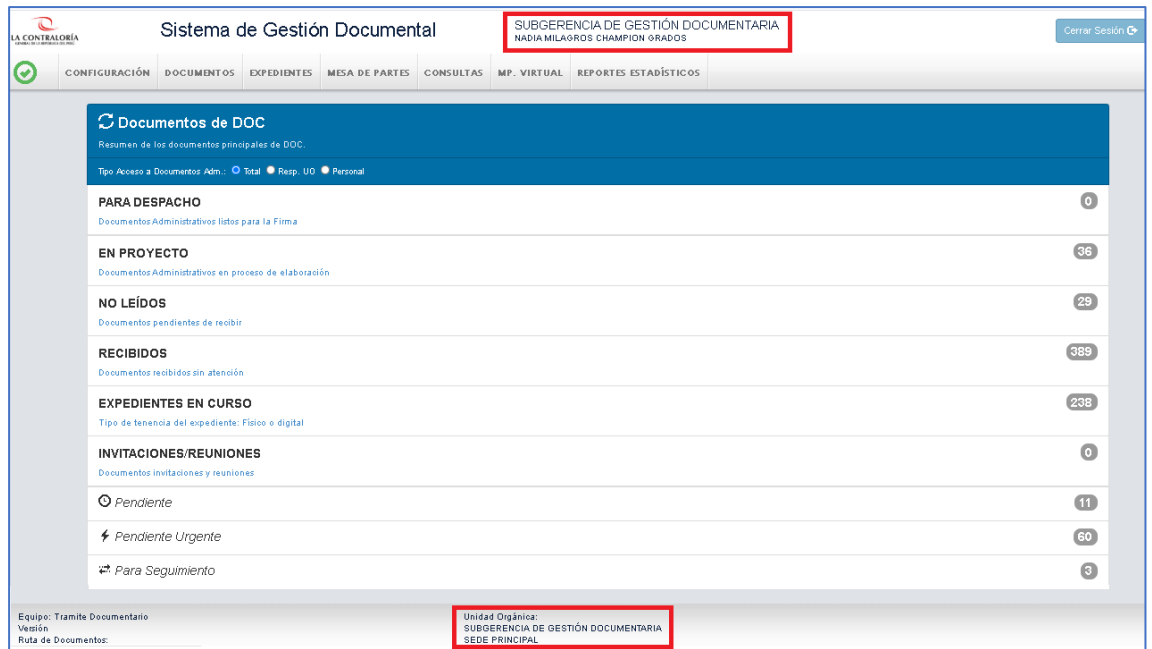 LA CONTRALORÍA
GENERAL DE LA REPÚBLICA DEL PERÚ
Sistema de Gestión Documental
SUBGERENCIA DE GESTIÓN DOCUMENTARIA
NADIA MILAGROS CHAMPION GRADOS
Cerrar Sesión
CONFIGURACIÓN DOCUMENTOS EXPEDIENTES MESA DE PARTES CONSULTAS MP. VIRTUAL REPORTES ESTADÍSTICOS
Documentos de DOC
Resumen de los documentos principales de DOC.
Tipo Acceso a Documentos Adm.: Total Resp. UO Personal
PARA DESPACHO 0
Documentos Administrativos listos para la Firma
EN PROYECTO 36
Documentos Administrativos en proceso de elaboración
NO LEÍDOS 29
Documentos pendientes de recibir
RECIBIDOS 389
Documentos recibidos sin atención
EXPEDIENTES EN CURSO 238
Tipo de tenencia del expediente: Físico o digital
INVITACIONES/REUNIONES 0
Documentos invitaciones y reuniones
Pendiente 11
Pendiente Urgente 60
Para Seguimiento 3
Equipo: Tramite Documentario
Versión
Ruta de Documentos:
Unidad Orgánica:
SUBGERENCIA DE GESTIÓN DOCUMENTARIA
SEDE PRINCIPAL